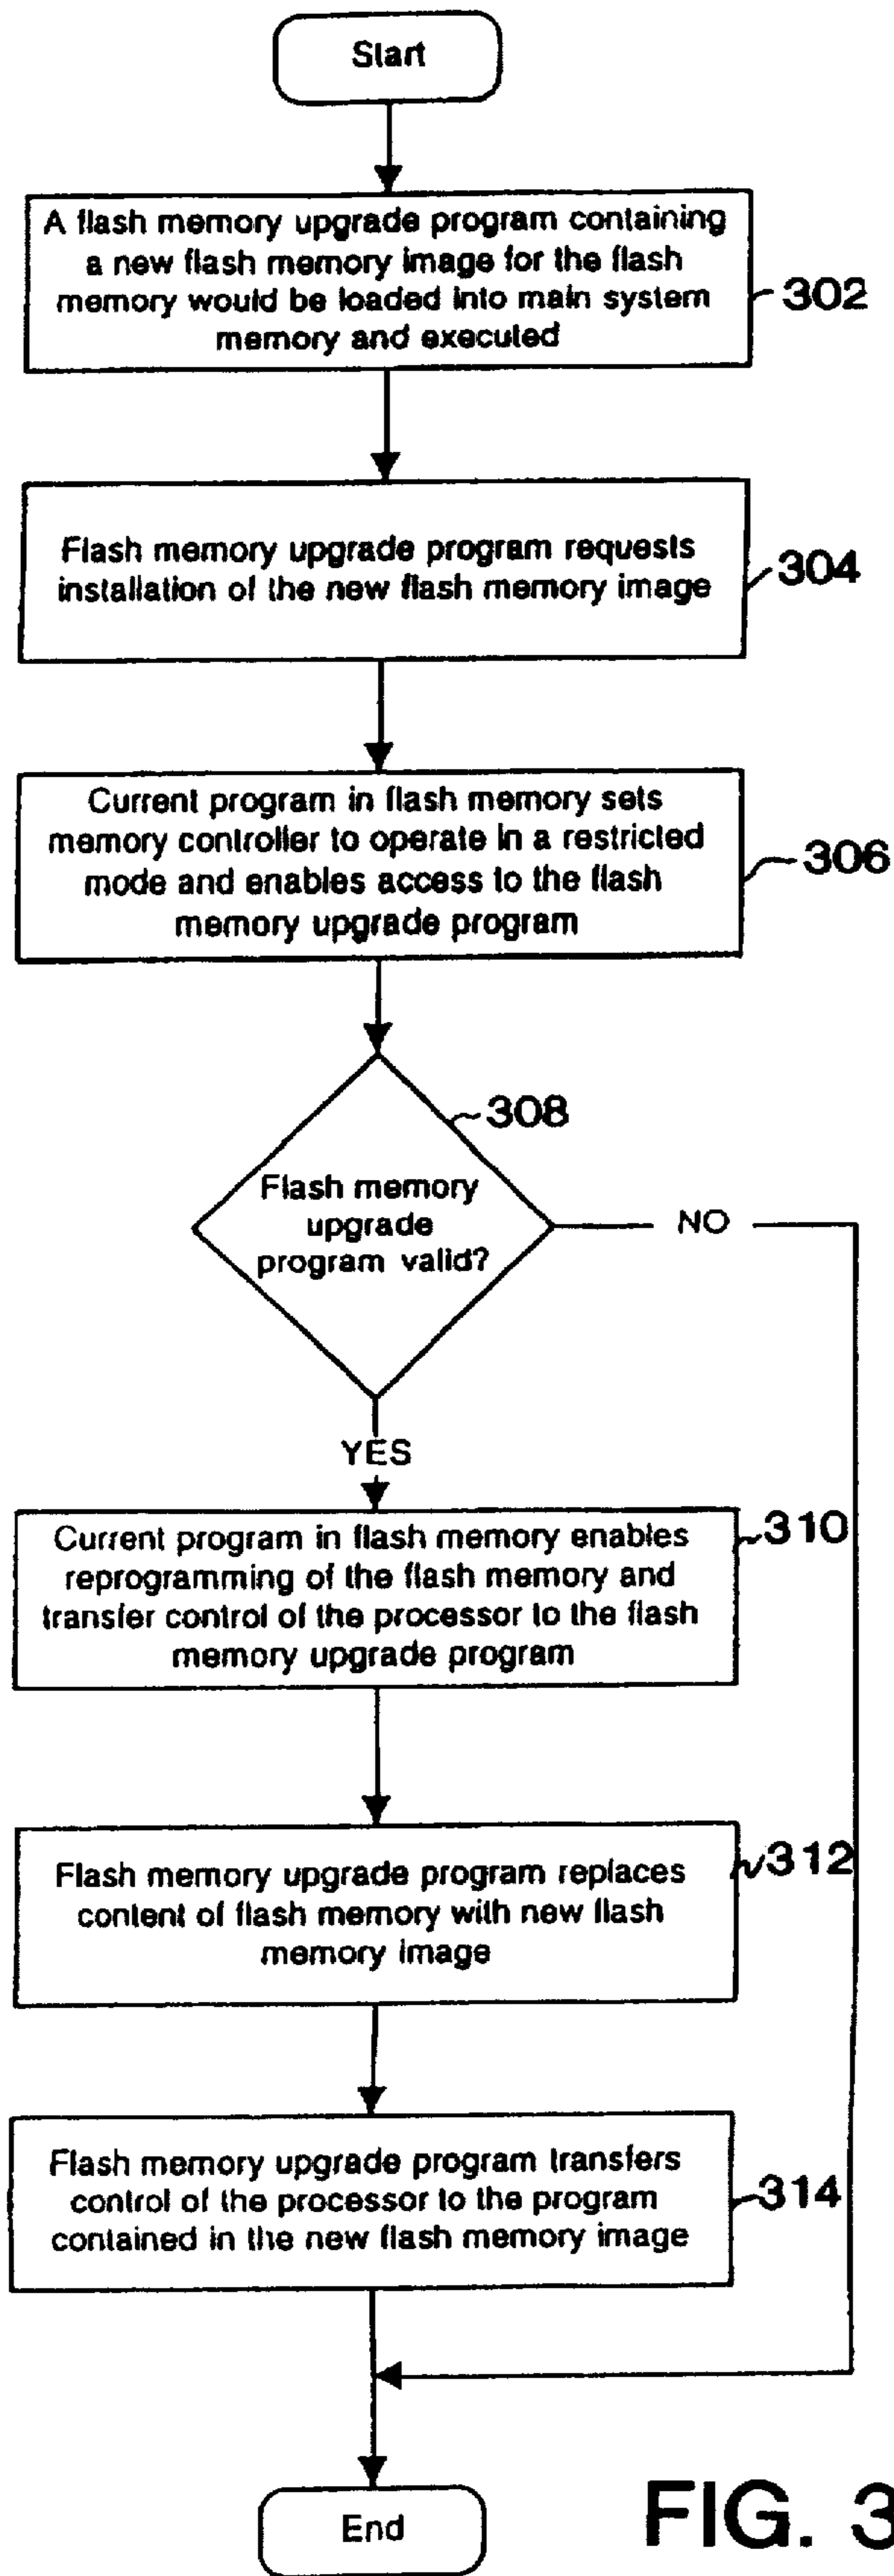 Start
A flash memory upgrade program containing
a new flash memory image for the flash
memory would be loaded into main system
memory and executed
302
Flash memory upgrade program requests
installation of the new flash memory image
304
Current program in flash memory sets
memory controller to operate in a restricted
mode and enables access to the flash
memory upgrade program
306
308
Flash memory
upgrade
program valid?
NO
YES
Current program in flash memory enables
reprogramming of the flash memory and
transfer control of the processor to the flash
memory upgrade program
310
Flash memory upgrade program replaces
content of flash memory with new flash
memory image
312
Flash memory upgrade program transfers
control of the processor to the program
contained in the new flash memory image
314
End
FIG. 3